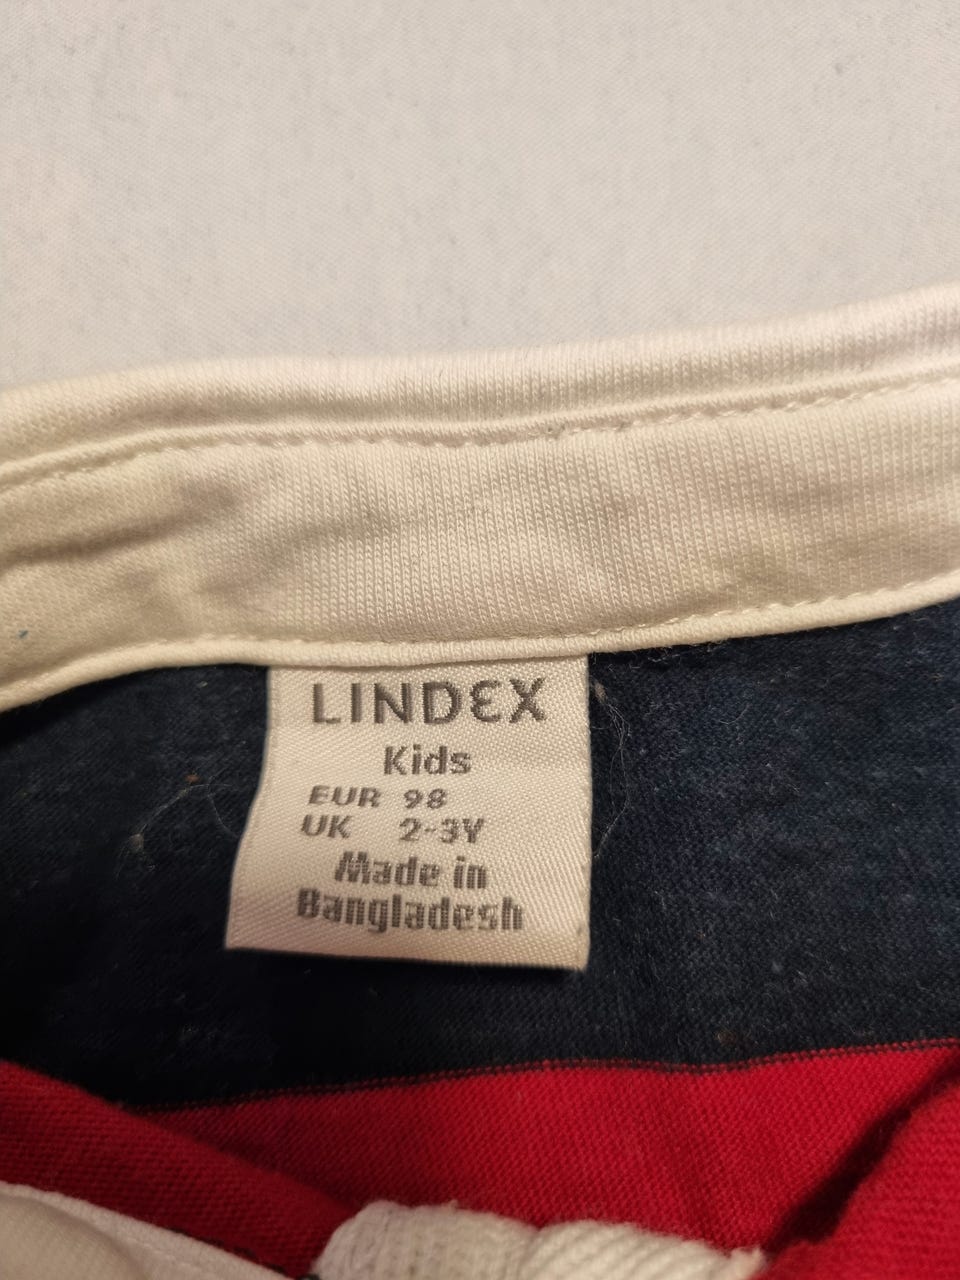 LINDEX
Kids
EUR 98
UK 2-3Y
Made in
Bangladesh